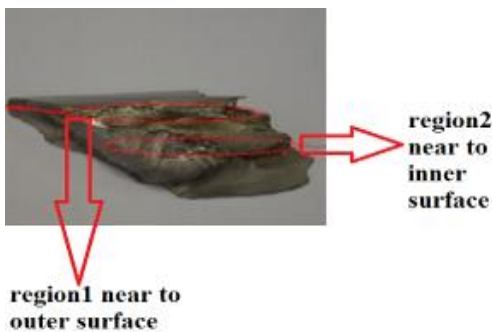 region2
near to
inner
surface
region1 near to
outer surface